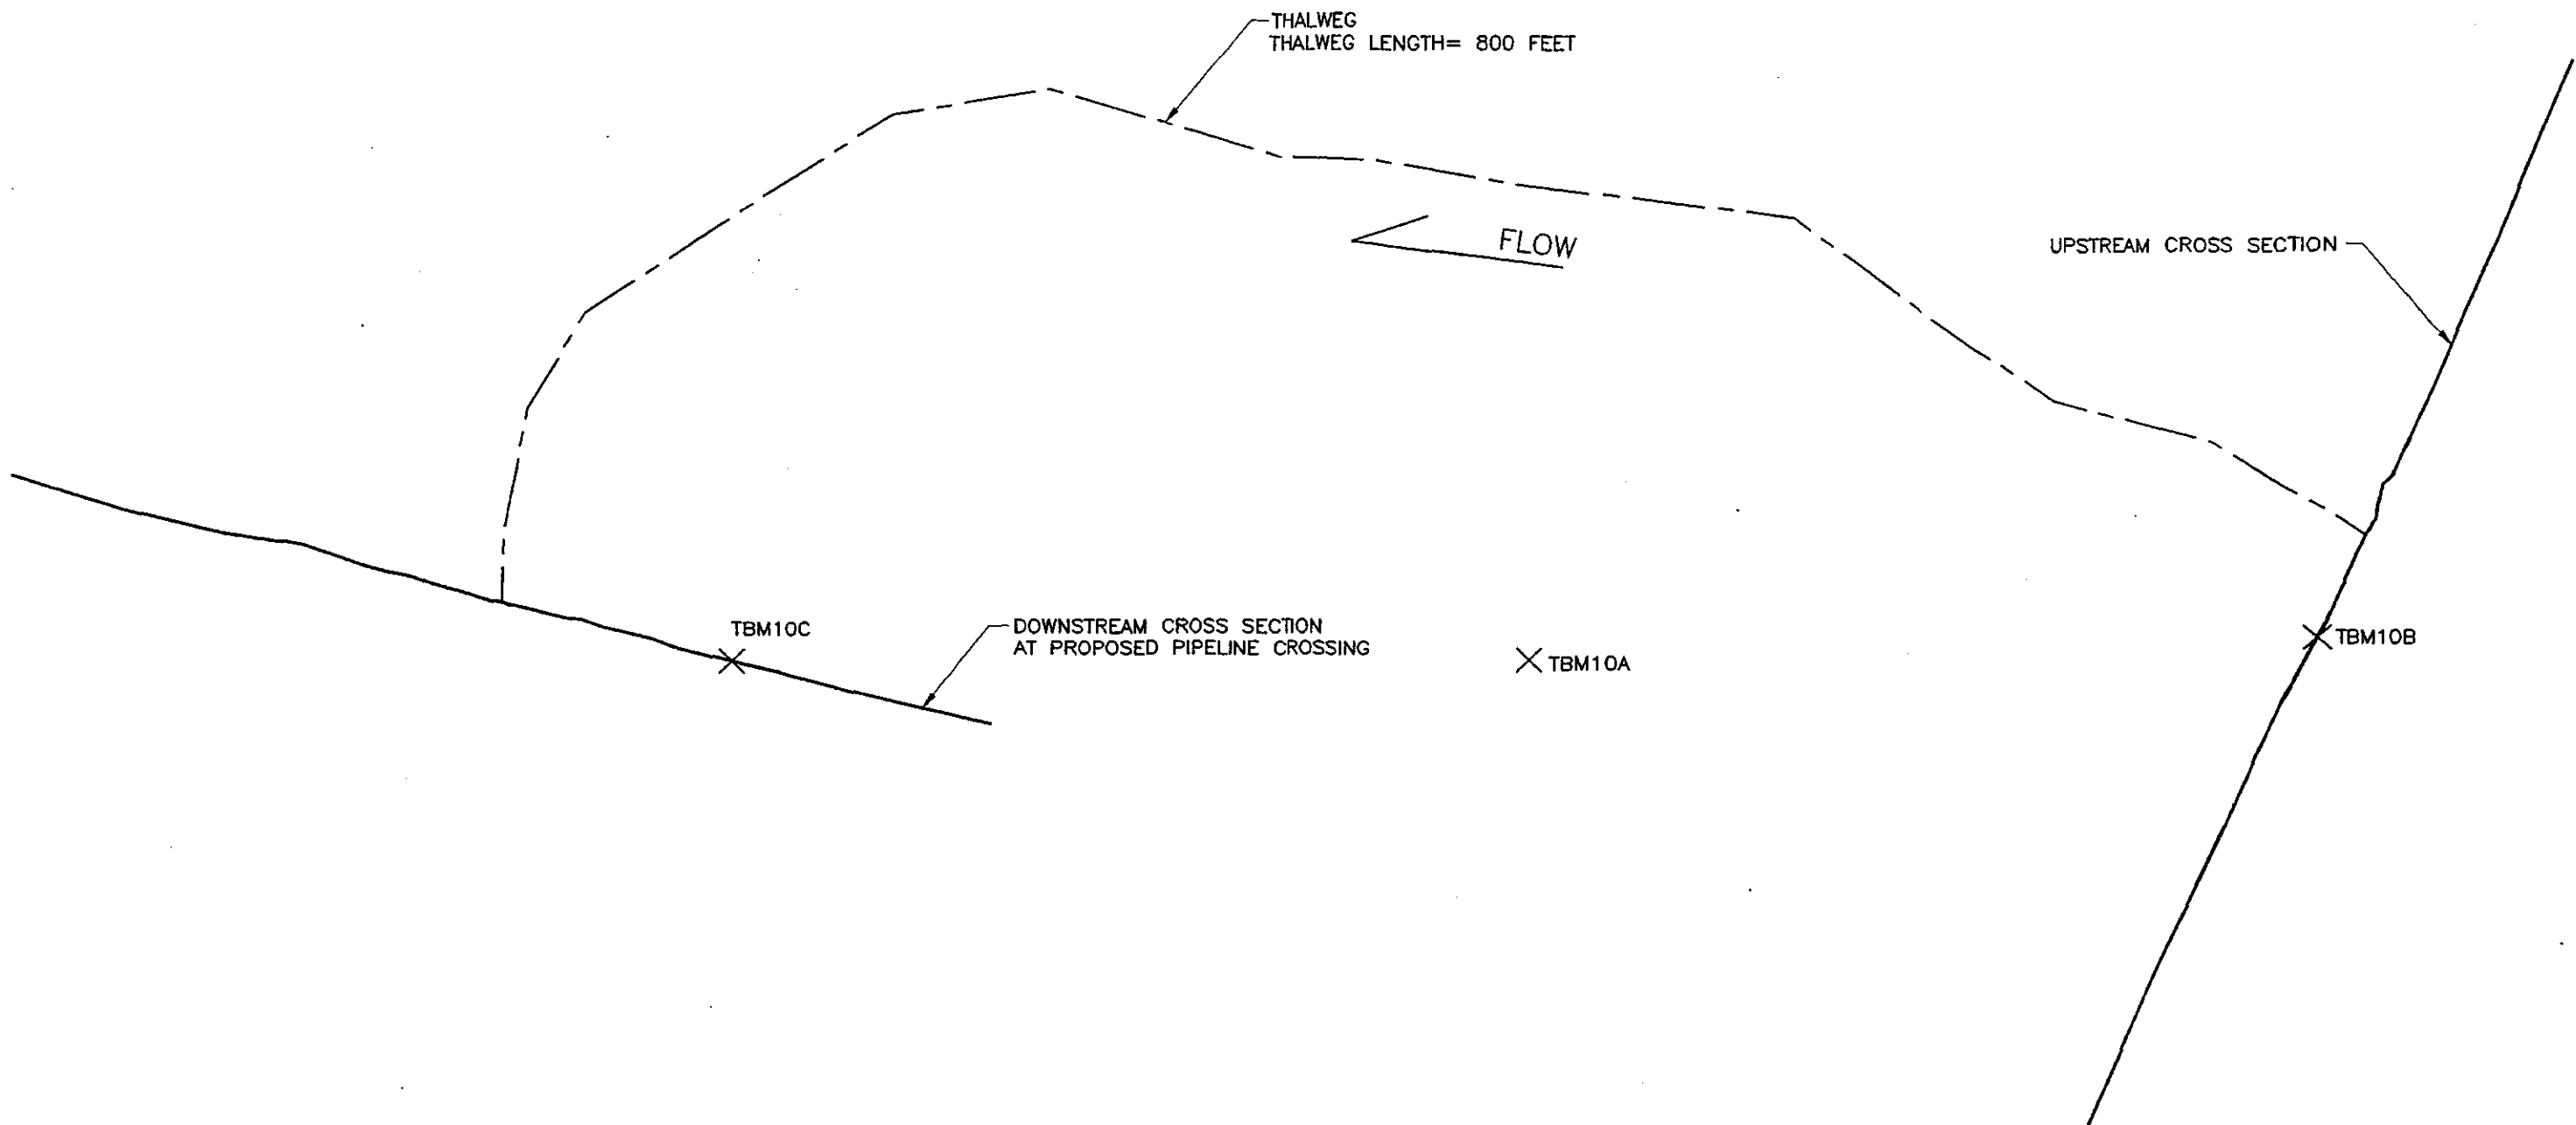 THALWEG
THALWEG LENGTH= 800 FEET
FLOW
UPSTREAM CROSS SECTION
TBM10C
DOWNSTREAM CROSS SECTION
AT PROPOSED PIPELINE CROSSING
TBM10A
TBM10B